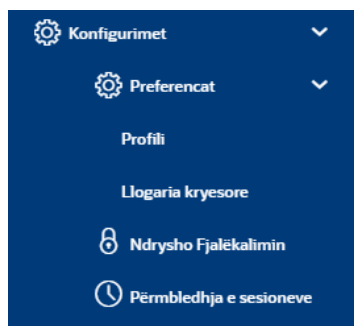 Konfigurimet
Preferencat
Profili
Llogaria kryesore
Ndrysho Fjalëkalimin
Përmbledhja e sesioneve